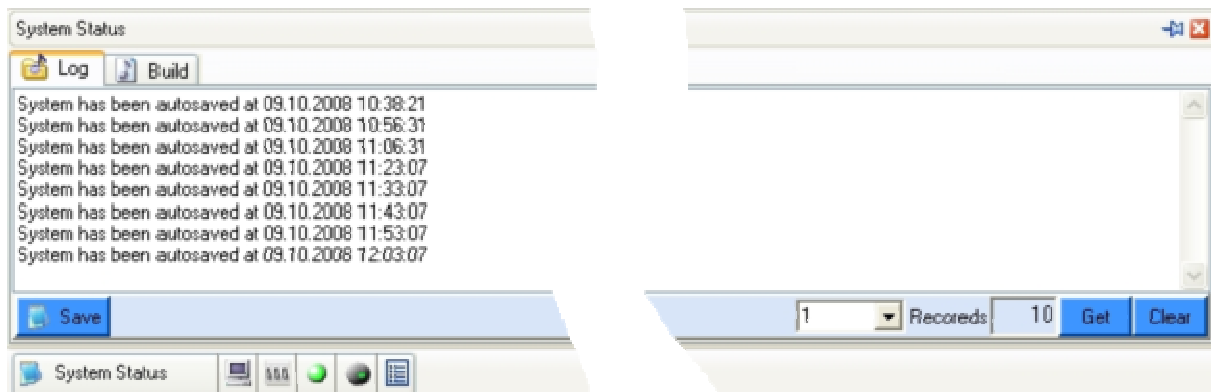 System Status
Log Build
System has been autosaved at 09.10.2008 10:38:21
System has been autosaved at 09.10.2008 10:56:31
System has been autosaved at 09.10.2008 11:06:31
System has been autosaved at 09.10.2008 11:23:07
System has been autosaved at 09.10.2008 11:33:07
System has been autosaved at 09.10.2008 11:43:07
System has been autosaved at 09.10.2008 11:53:07
System has been autosaved at 09.10.2008 12:03:07
Save 1 Recoreds 10 Get Clear
System Status